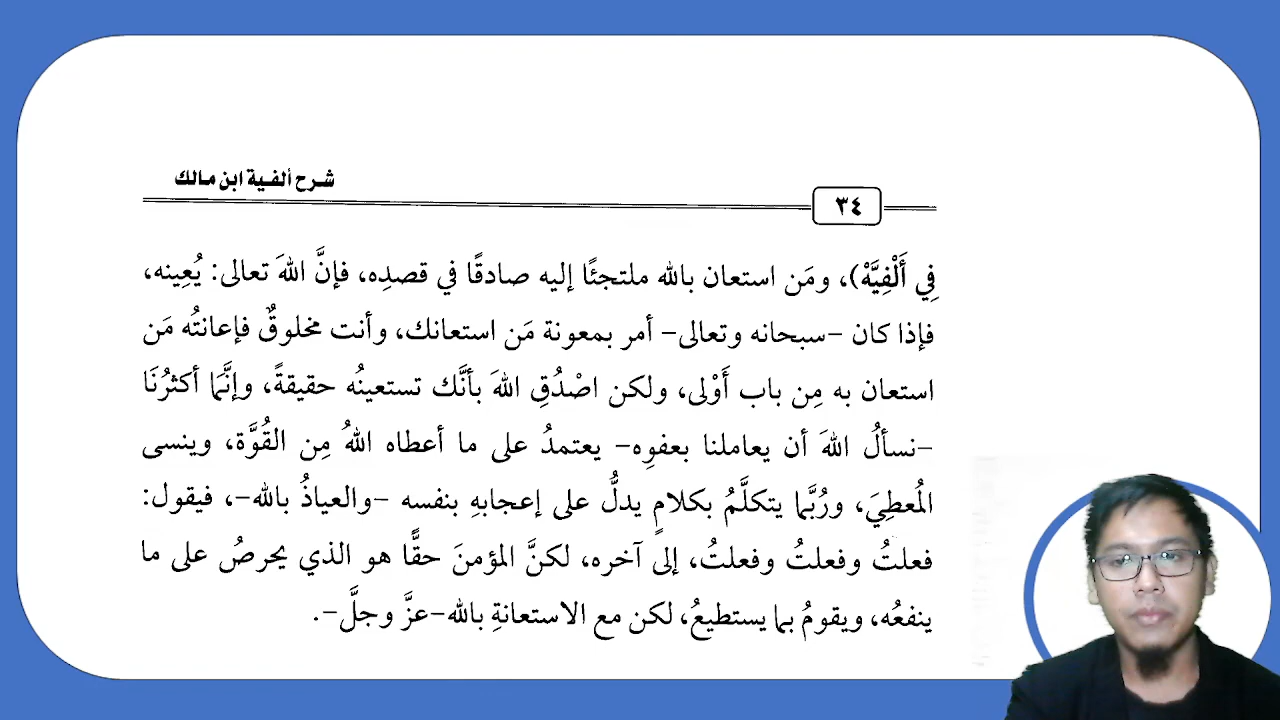 شرح ألفية ابن مالك
٣٤
فِي أَلْفِيَّهْ)، ومَن استعان بالله ملتجئًا إليه صادقًا في قصدِه، فإنَّ اللهَ تعالى: يُعِينه،
فإذا كان -سبحانه وتعالى- أمر بمعونة مَن استعانك، وأنت مخلوقٌ فإعانتُه مَن
استعان به مِن باب أَوْلى، ولكن اصْدُقِ اللهَ بأنَّك تستعينُه حقيقةً، وإنَّما أكثرُنَا
-نسألُ اللهَ أن يعاملنا بعفوِه- يعتمدُ على ما أعطاه اللهُ مِن القُوَّة، وينسى
المُعطِيَ، ورُبَّما يتكلَّمُ بكلامٍ يدلُّ على إعجابهِ بنفسه -والعياذُ بالله-، فيقول:
فعلتُ وفعلتُ وفعلتُ، إلى آخره، لكنَّ المؤمنَ حقًّا هو الذي يحرصُ على ما
ينفعُه، ويقومُ بما يستطيعُ، لكن مع الاستعانةِ بالله-عزَّ وجلَّ-.